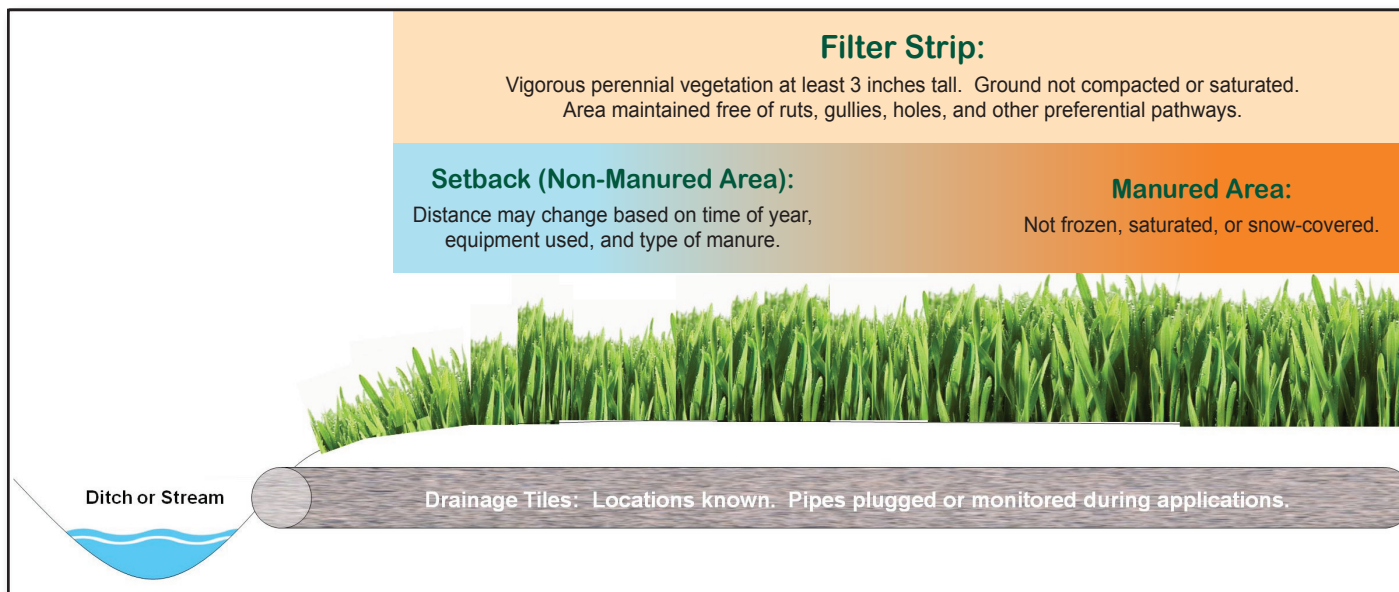 Filter Strip:
Vigorous perennial vegetation at least 3 inches tall.  Ground not compacted or saturated.
Area maintained free of ruts, gullies, holes, and other preferential pathways.
Setback (Non-Manured Area):
Distance may change based on time of year,
equipment used, and type of manure.
Manured Area:
Not frozen, saturated, or snow-covered.
Ditch or Stream
Drainage Tiles:  Locations known.  Pipes plugged or monitored during applications.